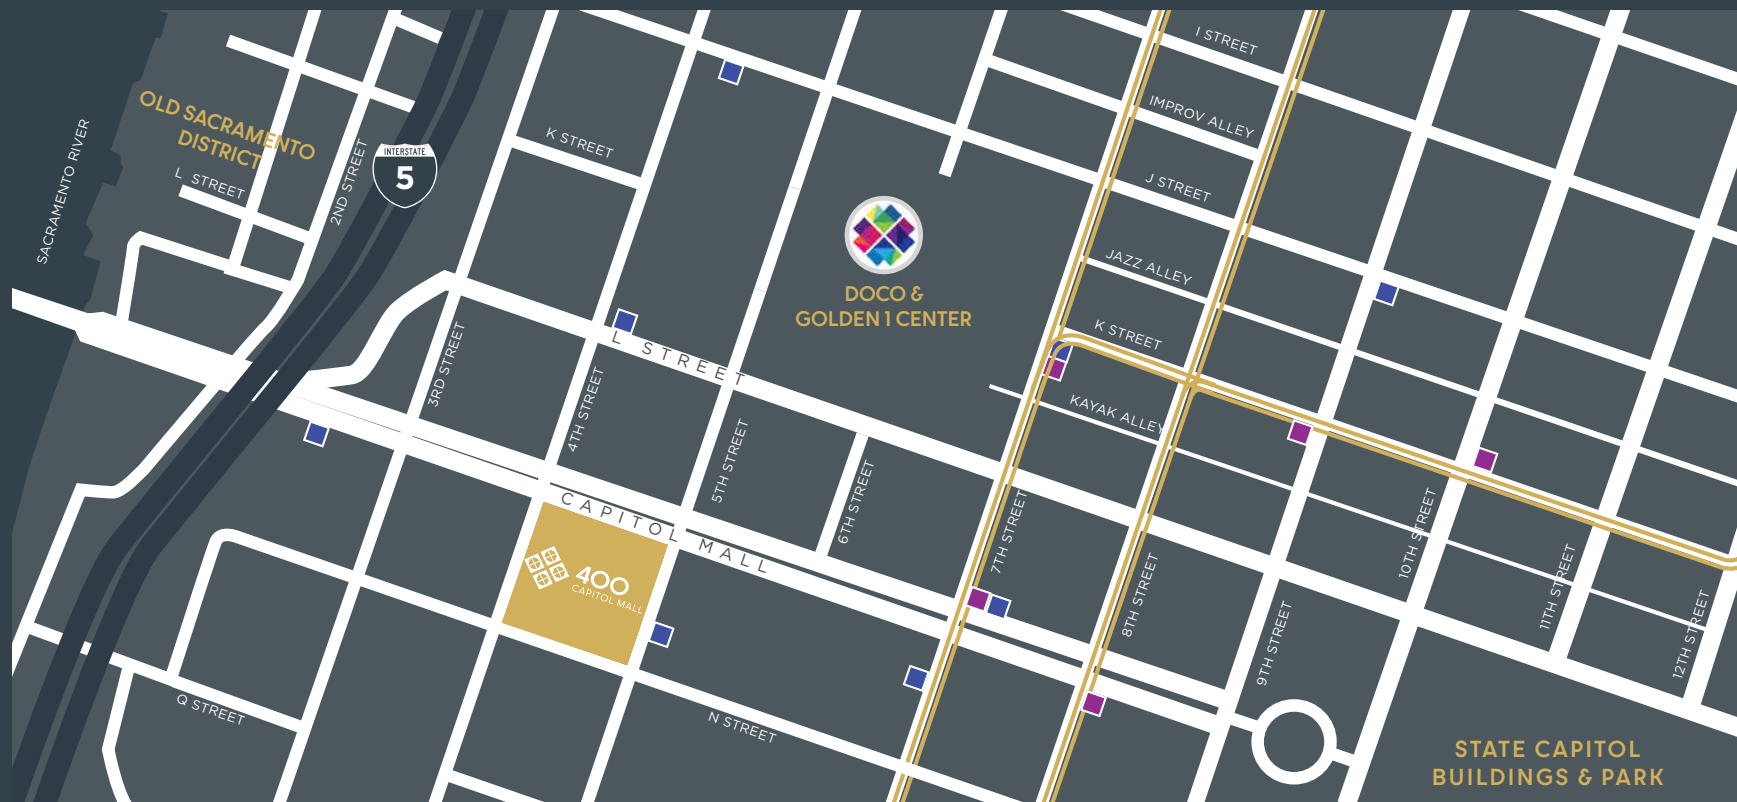 I STREET
OLD SACRAMENTO
DISTRICT
IMPROV ALLEY
K STREET
INTERSTATE
5
L STREET
2ND STREET
SACRAMENTO RIVER
J STREET
JAZZ ALLEY
DOCO &
GOLDEN 1 CENTER
K STREET
L STREET
3RD STREET
4TH STREET
5TH STREET
6TH STREET
KAYAK ALLEY
CAPITOL MALL
7TH STREET
8TH STREET
9TH STREET
10TH STREET
11TH STREET
12TH STREET
400
CAPITOL MALL
Q STREET
N STREET
STATE CAPITOL
BUILDINGS & PARK